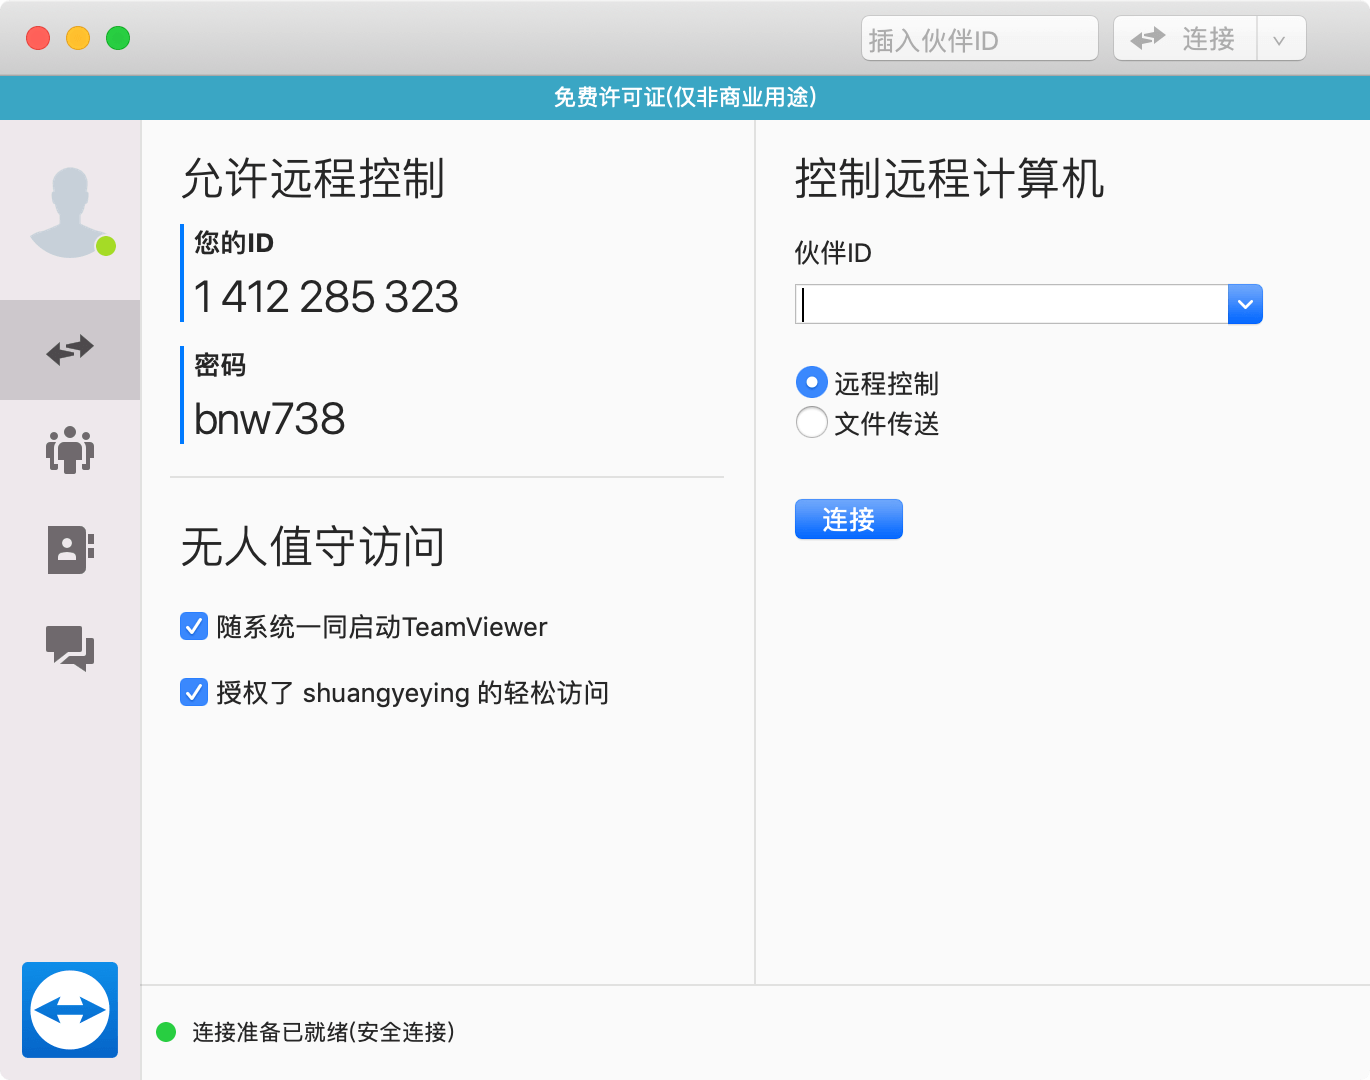 插入伙伴ID
连接
免费许可证(仅非商业用途)
允许远程控制
您的ID
1 412 285 323
密码
bnw738
无人值守访问
随系统一同启动TeamViewer
授权了 shuangyeying 的轻松访问
控制远程计算机
伙伴ID
远程控制
文件传送
连接
连接准备已就绪(安全连接)